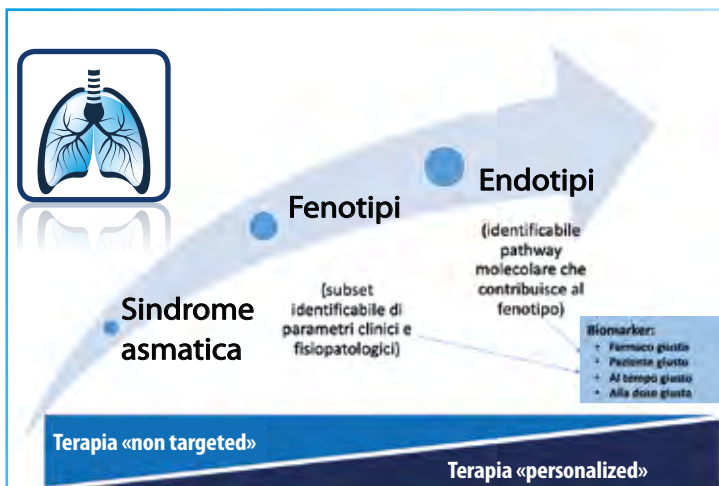 Endotipi
(identificabile
pathway
molecolare che
contribuisce al
fenotipo)
Fenotipi
(subset
identificabile di
parametri clinici e
fisiopatologici)
Sindrome
asmatica
Biomarker:
• Farmaco giusto
• Paziente giusto
• Al tempo giusto
• Alla dose giusta
Terapia «non targeted»
Terapia «personalized»